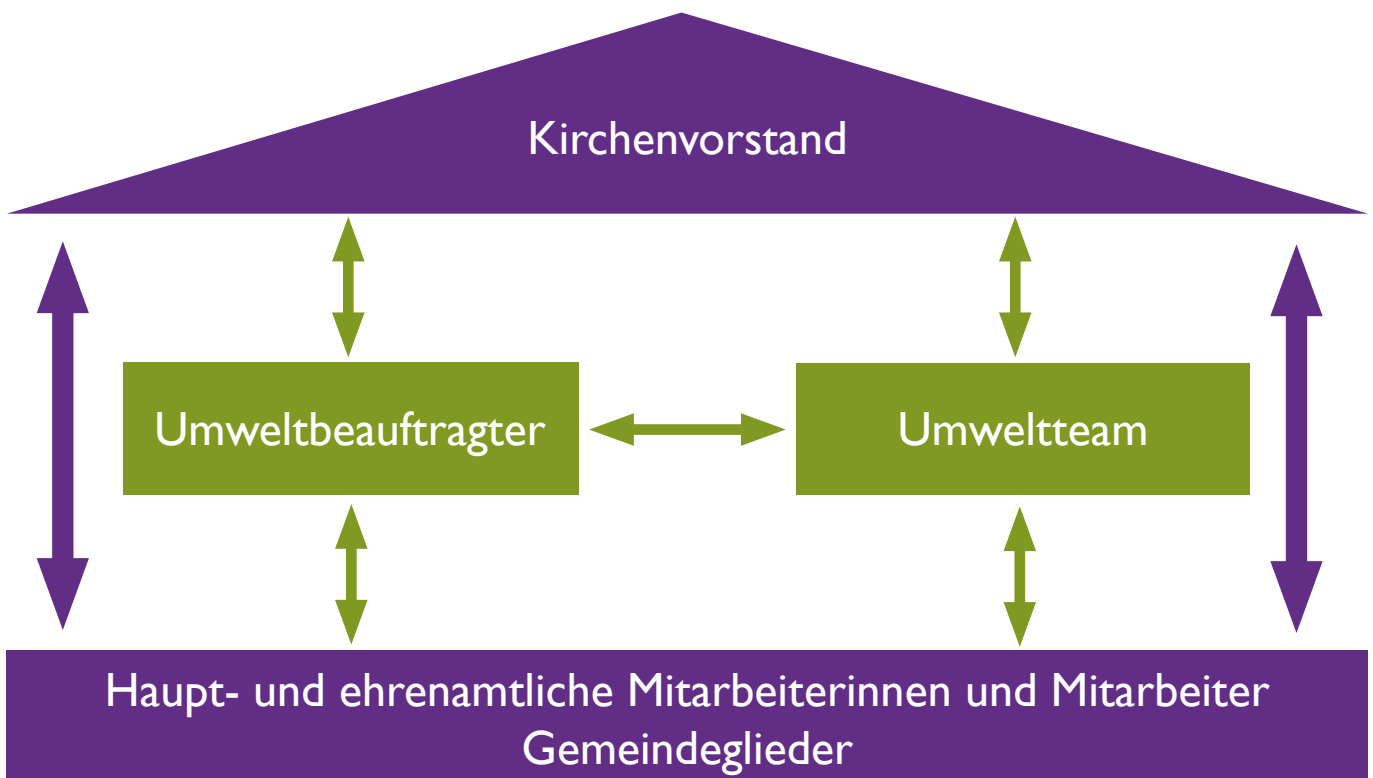 Kirchenvorstand
Umweltbeauftragter
Umweltteam
Haupt- und ehrenamtliche Mitarbeiterinnen und Mitarbeiter
Gemeindeglieder